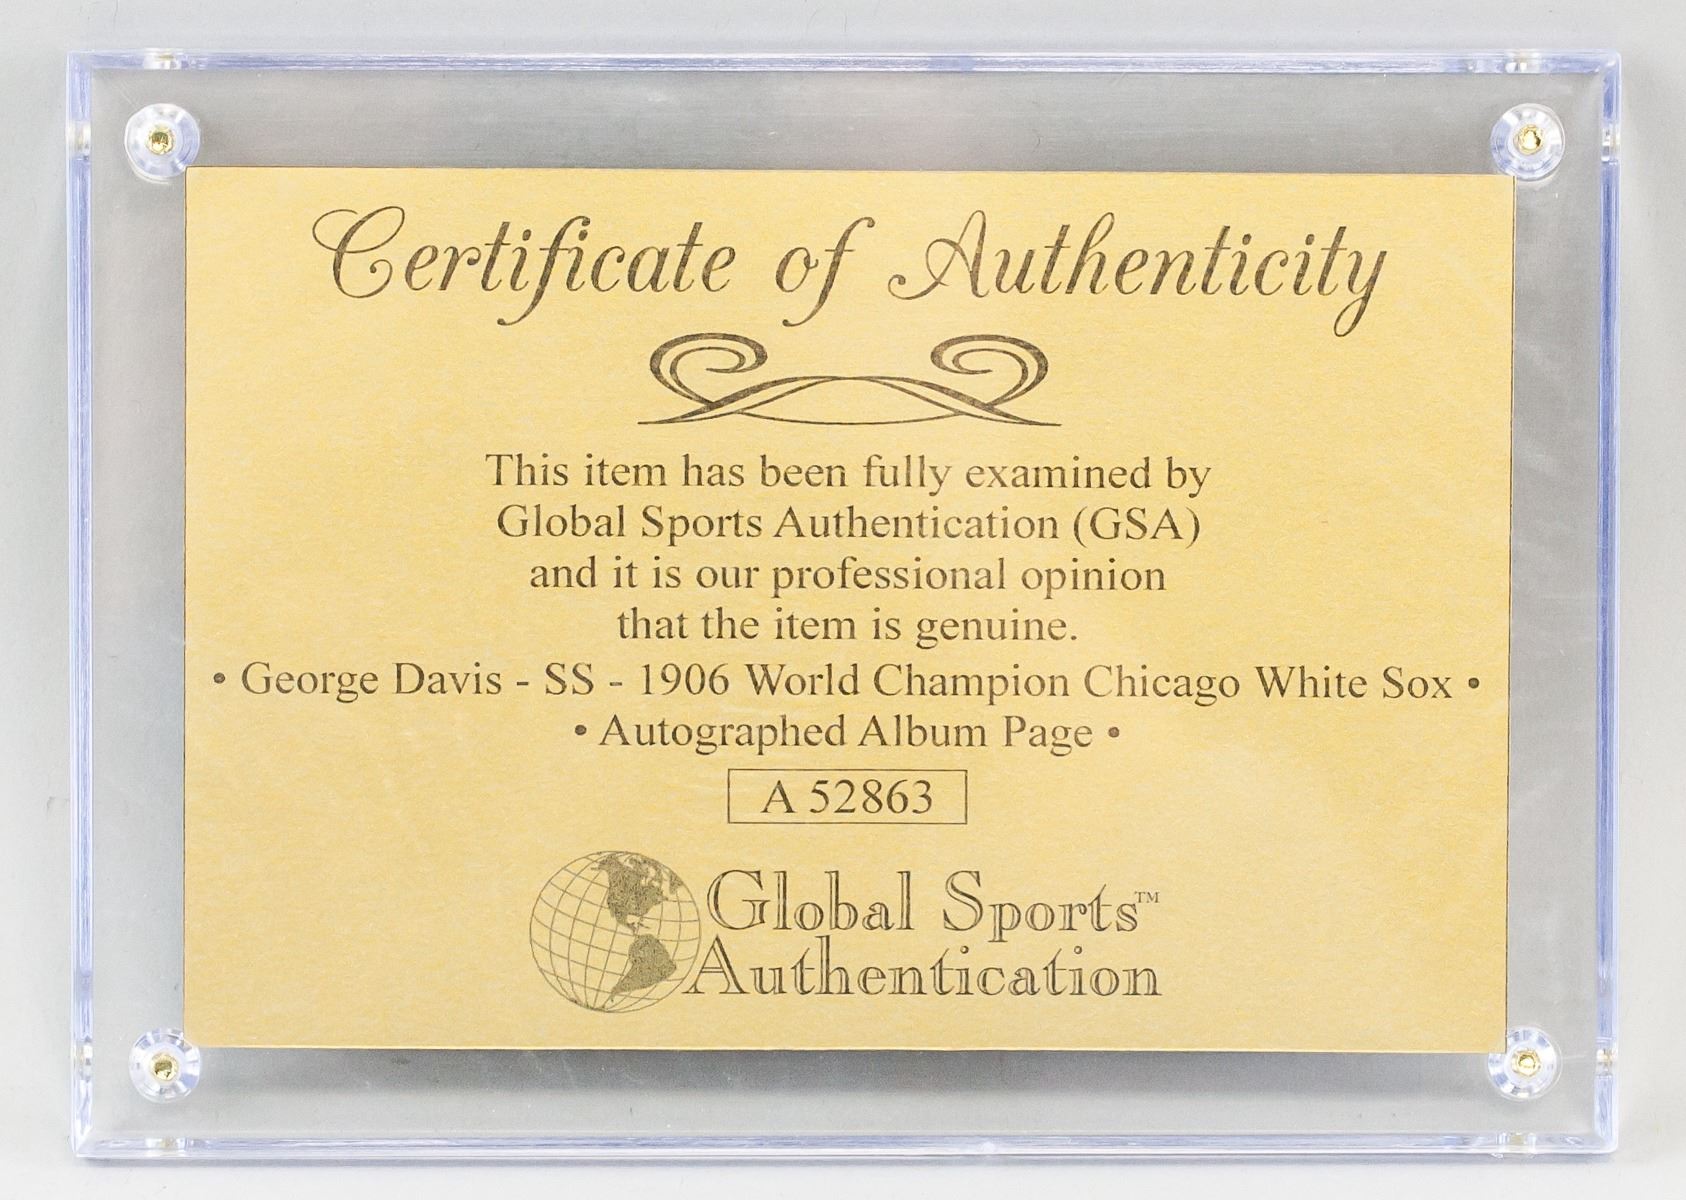 Certificate of Authenticity
This item has been fully examined by
Global Sports Authentication (GSA)
and it is our professional opinion
that the item is genuine.
• George Davis - SS - 1906 World Champion Chicago White Sox •
• Autographed Album Page •
A 52863
Global Sports™
Authentication